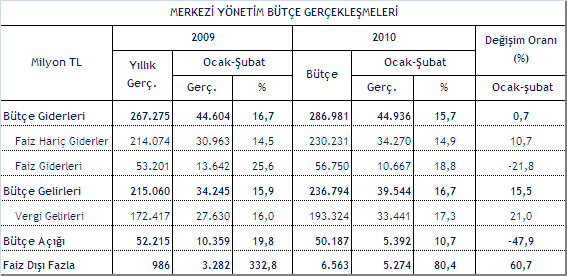 MERKEZİ YÖNETİM BÜTÇE GERÇEKLEŞMELERİ
Milyon TL 2009 2010 Değişim Oranı (%)
Yıllık Gerç. Ocak-Şubat Bütçe Ocak-Şubat Ocak-şubat
Gerç. % Gerç. %
Bütçe Giderleri 267.275 44.604 16,7 286.981 44.936 15,7 0,7
Faiz Hariç Giderler 214.074 30.963 14,5 230.231 34.270 14,9 10,7
Faiz Giderleri 53.201 13.642 25,6 56.750 10.667 18,8 -21,8
Bütçe Gelirleri 215.060 34.245 15,9 236.794 39.544 16,7 15,5
Vergi Gelirleri 172.417 27.630 16,0 193.324 33.441 17,3 21,0
Bütçe Açığı 52.215 10.359 19,8 50.187 5.392 10,7 -47,9
Faiz Dışı Fazla 986 3.282 332,8 6.563 5.274 80,4 60,7